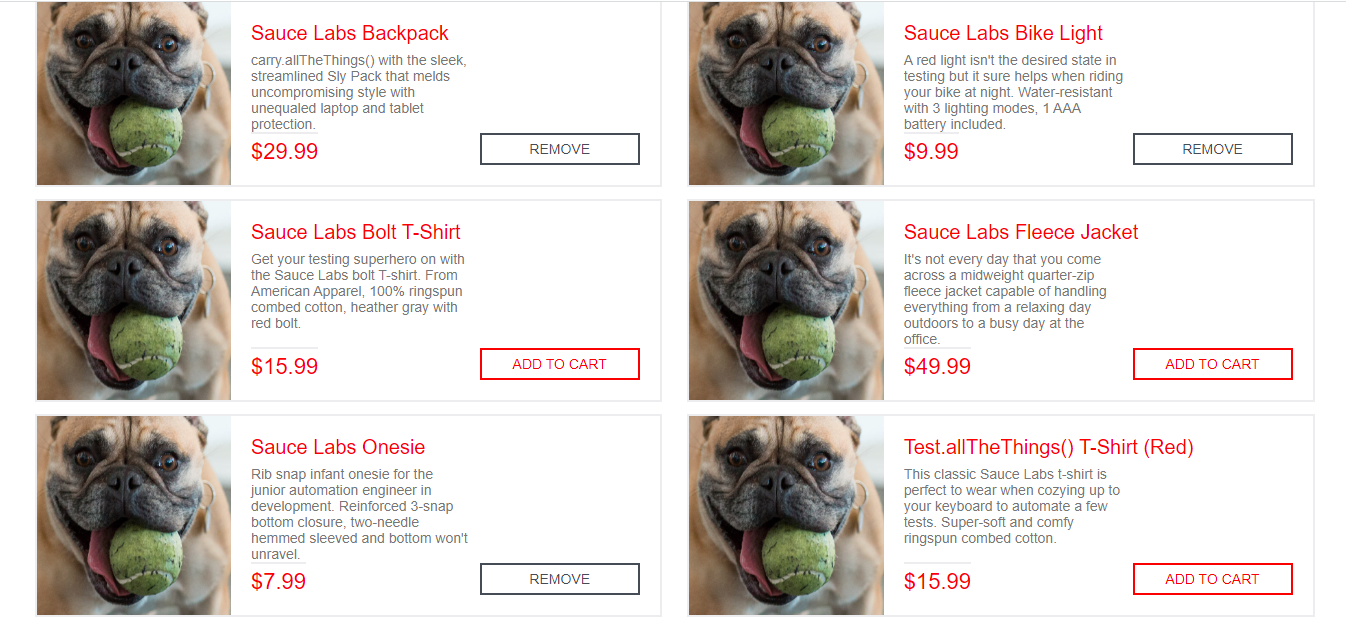 Sauce Labs Backpack
carry.allTheThings() with the sleek,
streamlined Sly Pack that melds
uncompromising style with
unequaled laptop and tablet
protection.
$29.99
REMOVE
Sauce Labs Bike Light
A red light isn't the desired state in
testing but it sure helps when riding
your bike at night. Water-resistant
with 3 lighting modes, 1 AAA
battery included.
$9.99
REMOVE
Sauce Labs Bolt T-Shirt
Get your testing superhero on with
the Sauce Labs bolt T-shirt. From
American Apparel, 100% ringspun
combed cotton, heather gray with
red bolt.
$15.99
ADD TO CART
Sauce Labs Fleece Jacket
It's not every day that you come
across a midweight quarter-zip
fleece jacket capable of handling
everything from a relaxing day
outdoors to a busy day at the
office.
$49.99
ADD TO CART
Sauce Labs Onesie
Rib snap infant onesie for the
junior automation engineer in
development. Reinforced 3-snap
bottom closure, two-needle
hemmed sleeved and bottom won't
unravel.
$7.99
REMOVE
Test.allTheThings() T-Shirt (Red)
This classic Sauce Labs t-shirt is
perfect to wear when cozying up to
your keyboard to automate a few
tests. Super-soft and comfy
ringspun combed cotton.
$15.99
ADD TO CART